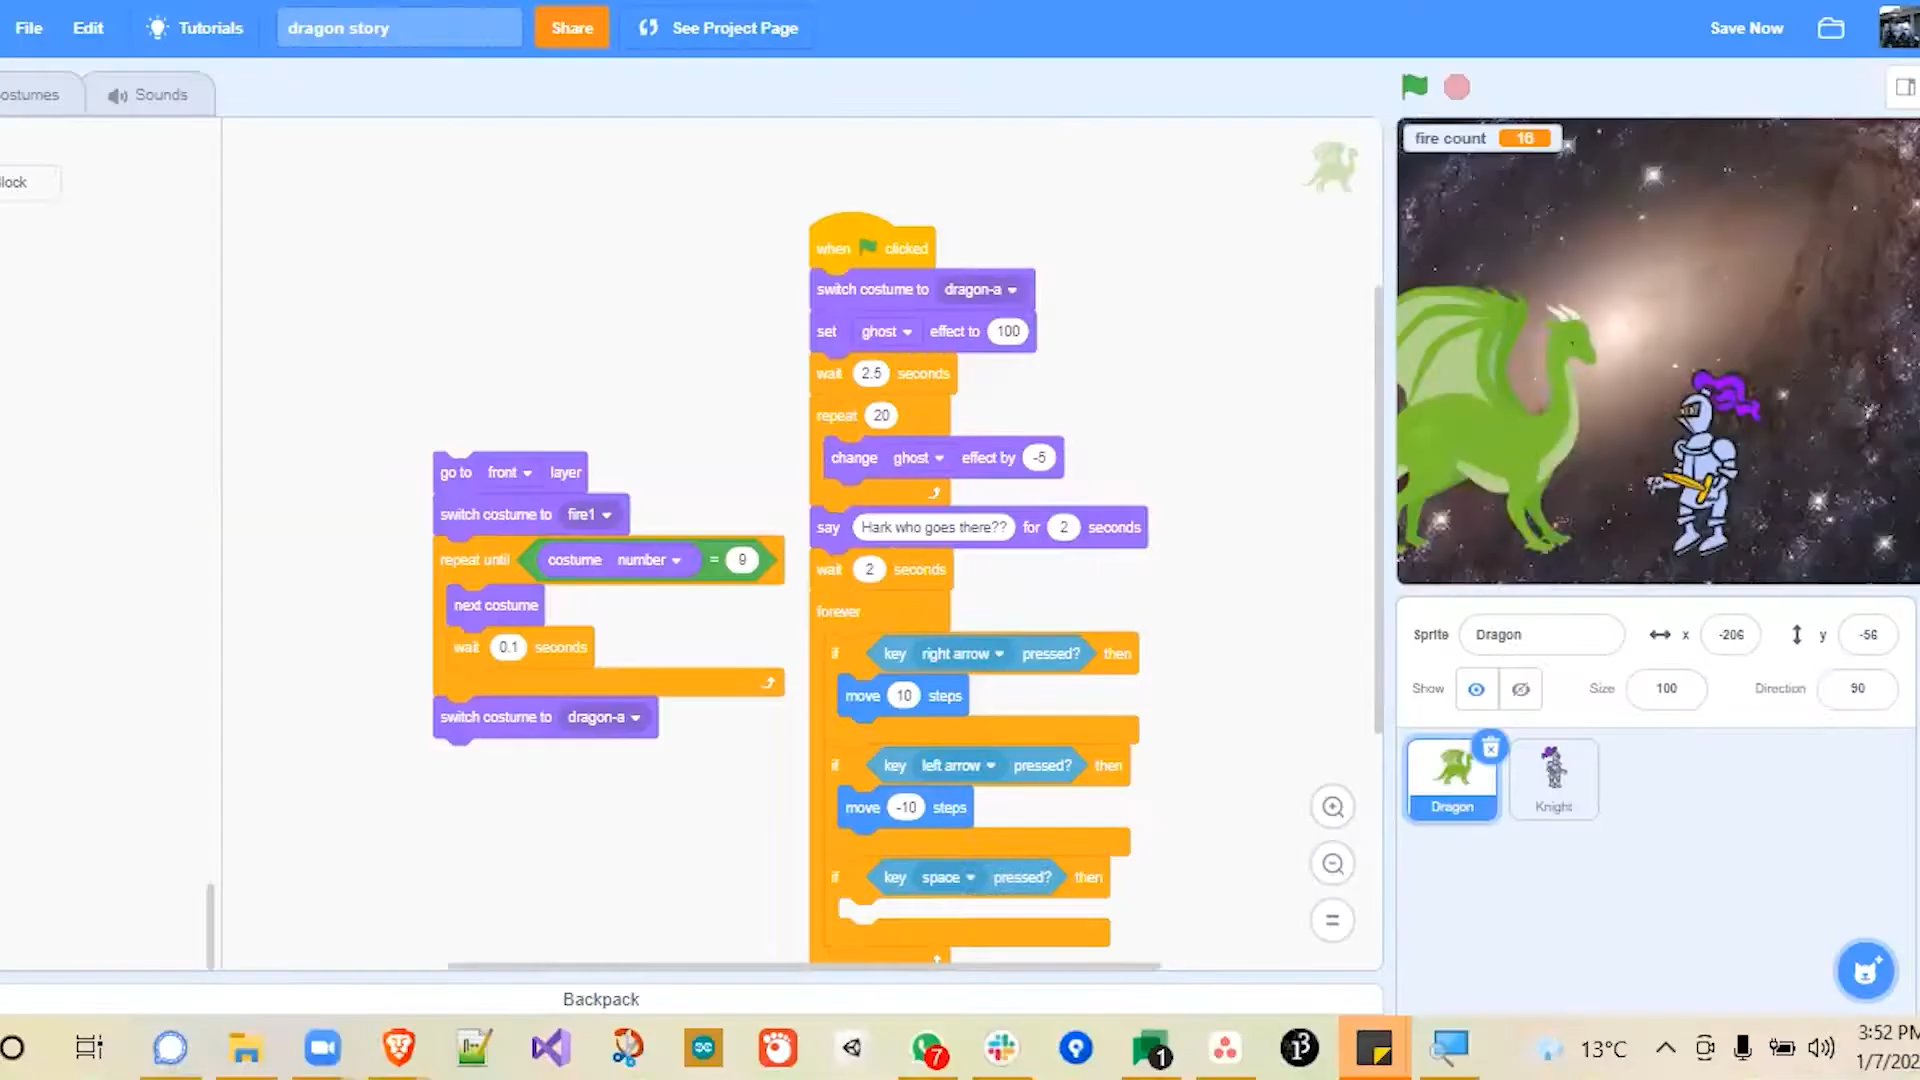 File Edit Tutorials dragon story Share See Project Page Save Now
ostumes Sounds
lock
when clicked
switch costume to dragon-a
set ghost effect to 100
wait 2.5 seconds
repeat 20
change ghost effect by -5
say Hark who goes there?? for 2 seconds
wait 2 seconds
forever
if key right arrow pressed? then
move 10 steps
if key left arrow pressed? then
move -10 steps
if key space pressed? then
go to front layer
switch costume to fire1
repeat until costume number = 9
next costume
wait 0.1 seconds
switch costume to dragon-a
fire count 16
Sprite Dragon x -206 y -56
Show Size 100 Direction 90
Dragon Knight
Backpack
7 1 13°C 3:52 PM
1/7/202